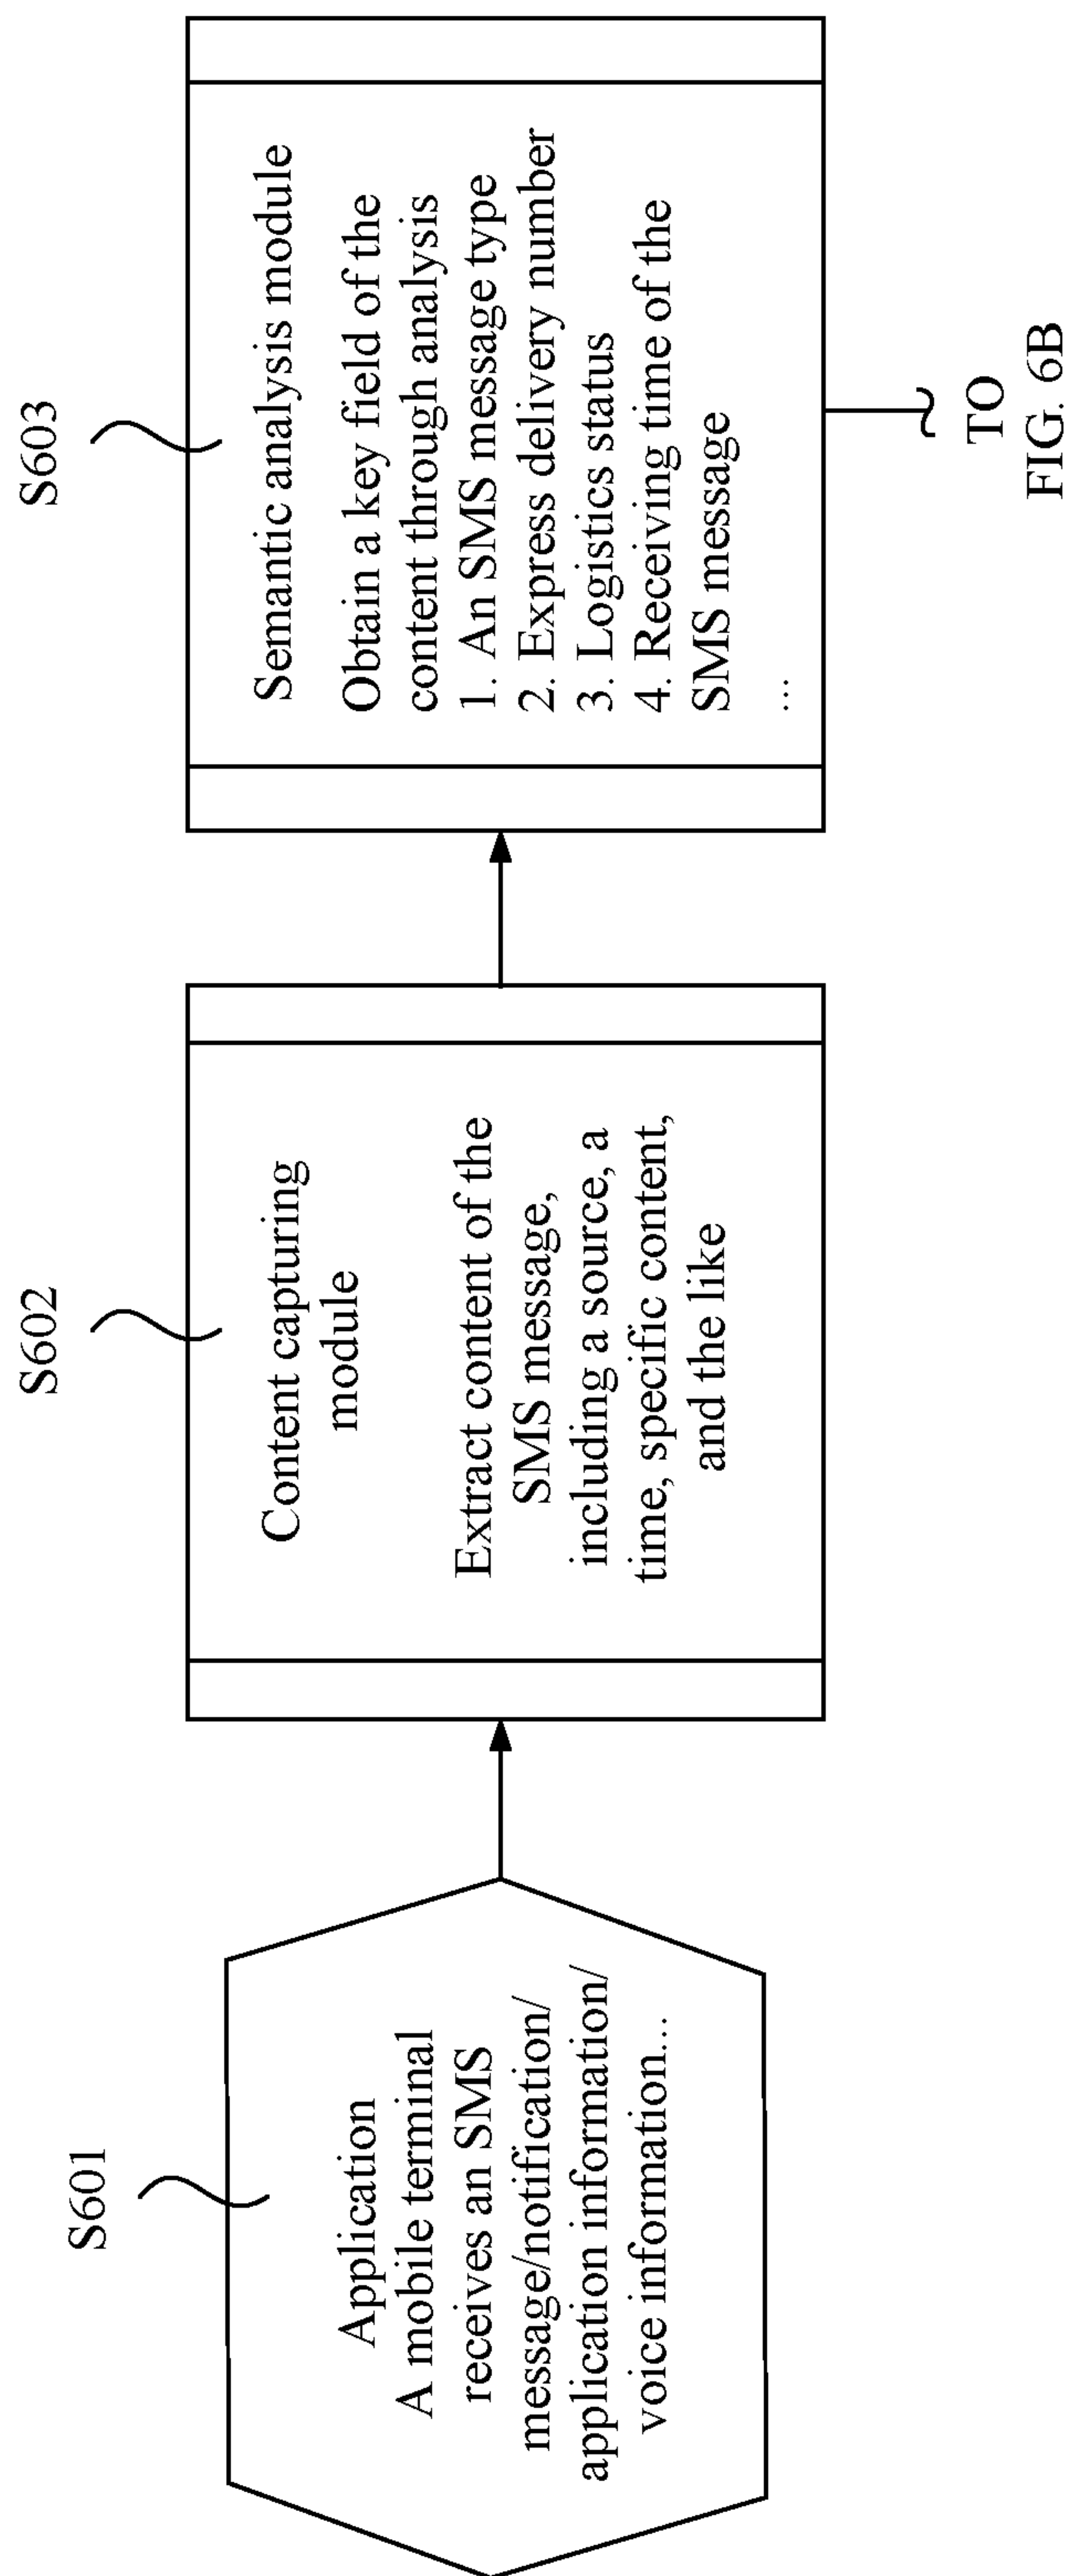 S601
Application
A mobile terminal
receives an SMS
message/notification/
application information/
voice information...
S602
Content capturing
module
Extract content of the
SMS message,
including a source, a
time, specific content,
and the like
S603
Semantic analysis module
Obtain a key field of the
content through analysis
1. An SMS message type
2. Express delivery number
3. Logistics status
4. Receiving time of the
SMS message
...
TO
FIG. 6B